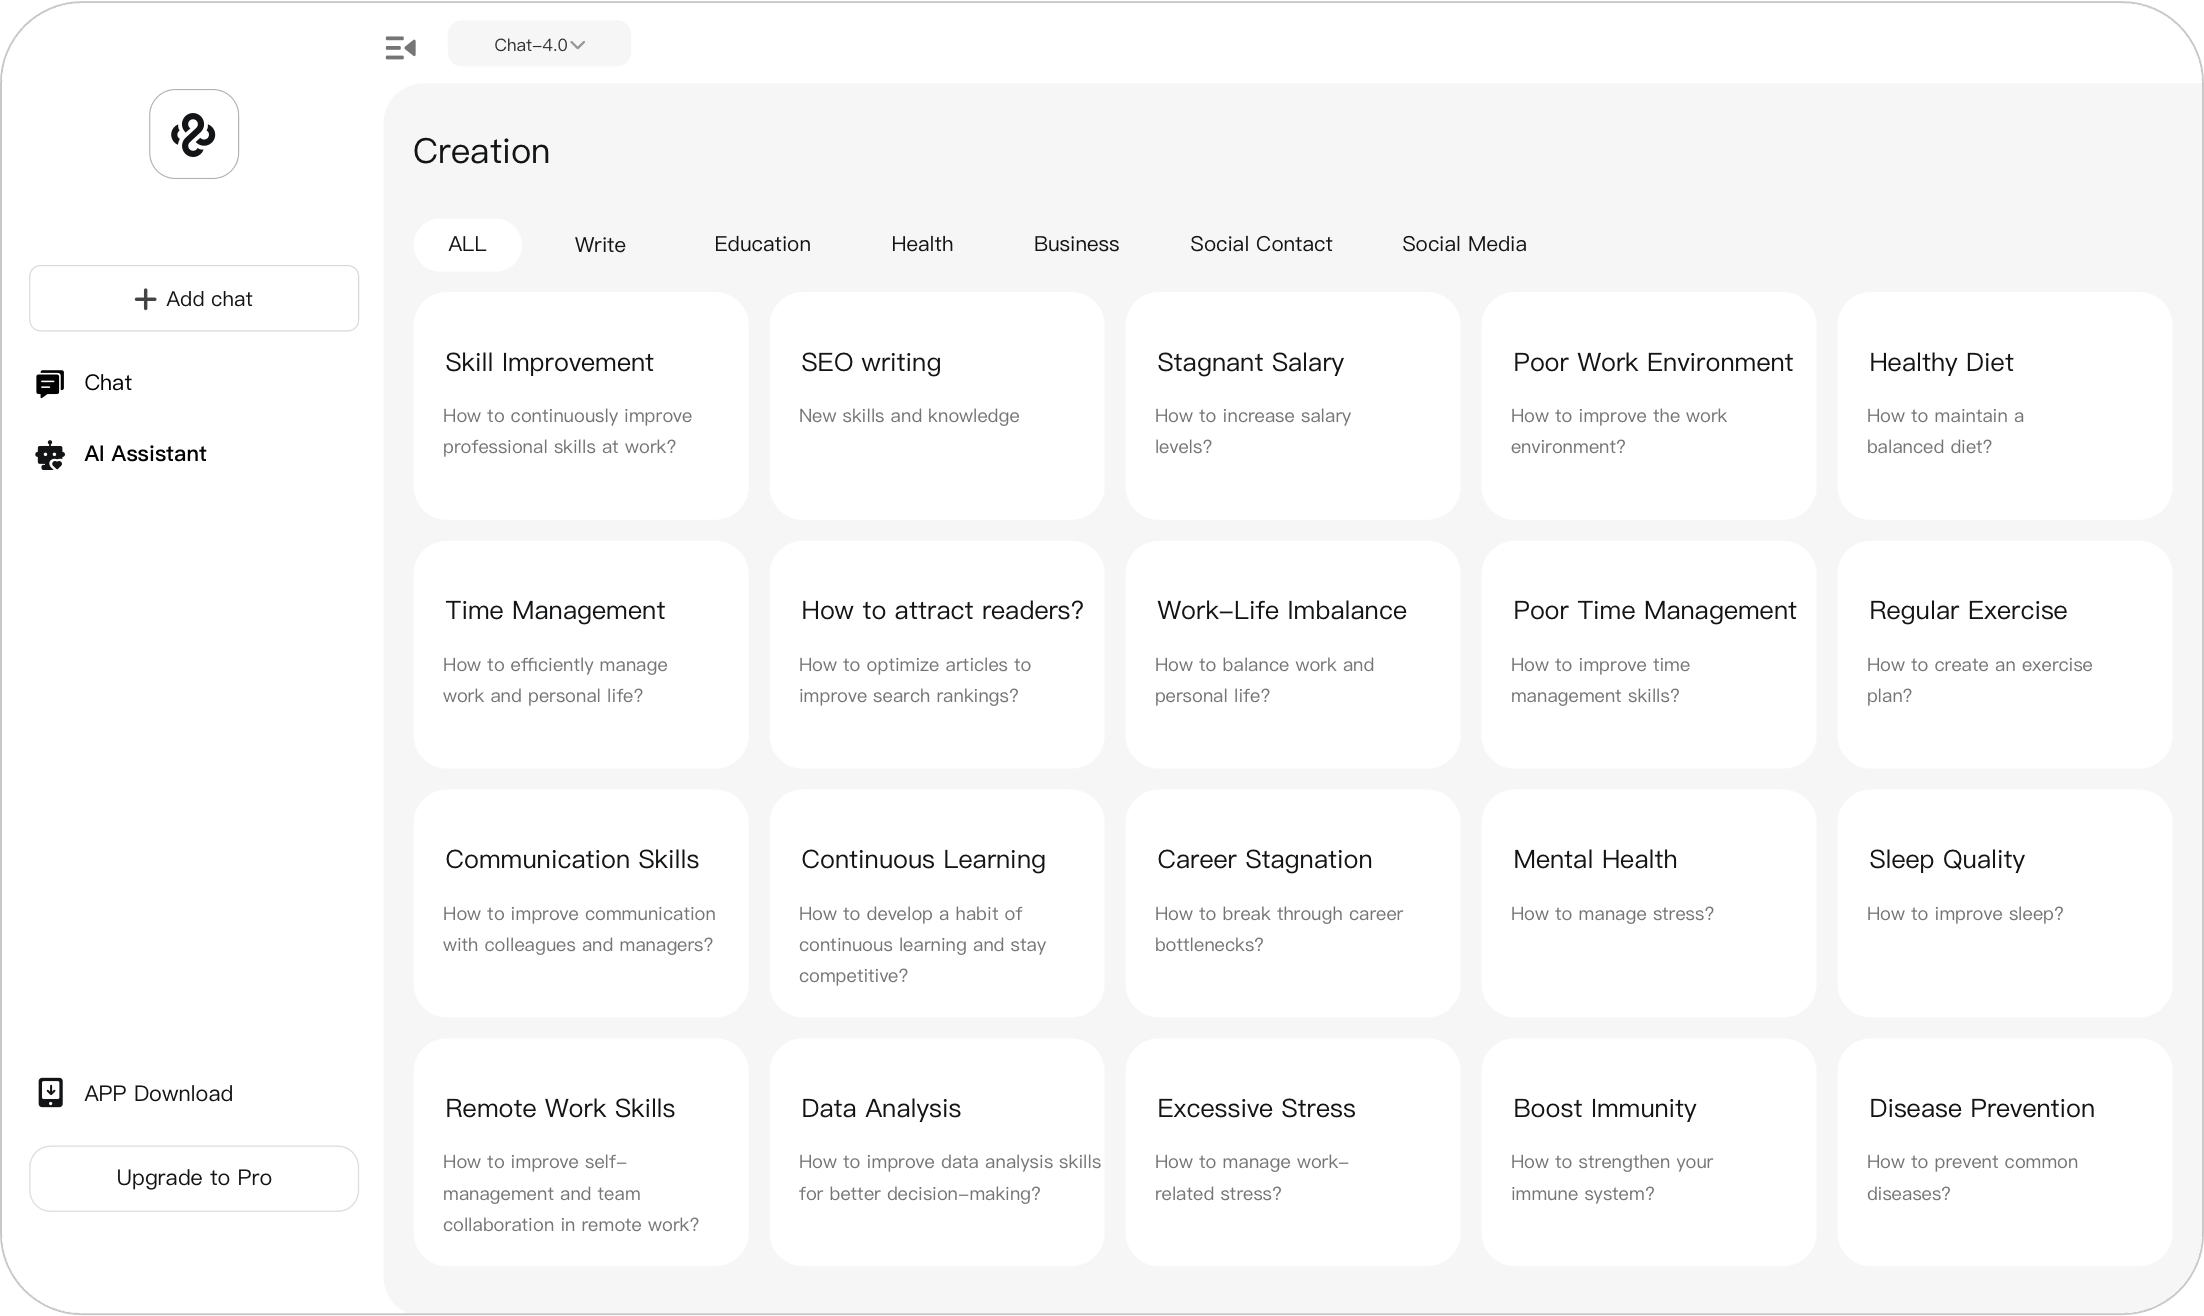 Chat–4.0
Add chat
Chat
AI Assistant
APP Download
Upgrade to Pro
Creation
ALL
Write
Education
Health
Business
Social Contact
Social Media
Skill Improvement
How to continuously improve
professional skills at work?
SEO writing
New skills and knowledge
Stagnant Salary
How to increase salary
levels?
Poor Work Environment
How to improve the work
environment?
Healthy Diet
How to maintain a
balanced diet?
Time Management
How to efficiently manage
work and personal life?
How to attract readers?
How to optimize articles to
improve search rankings?
Work–Life Imbalance
How to balance work and
personal life?
Poor Time Management
How to improve time
management skills?
Regular Exercise
How to create an exercise
plan?
Communication Skills
How to improve communication
with colleagues and managers?
Continuous Learning
How to develop a habit of
continuous learning and stay
competitive?
Career Stagnation
How to break through career
bottlenecks?
Mental Health
How to manage stress?
Sleep Quality
How to improve sleep?
Remote Work Skills
How to improve self–
management and team
collaboration in remote work?
Data Analysis
How to improve data analysis skills
for better decision–making?
Excessive Stress
How to manage work–
related stress?
Boost Immunity
How to strengthen your
immune system?
Disease Prevention
How to prevent common
diseases?